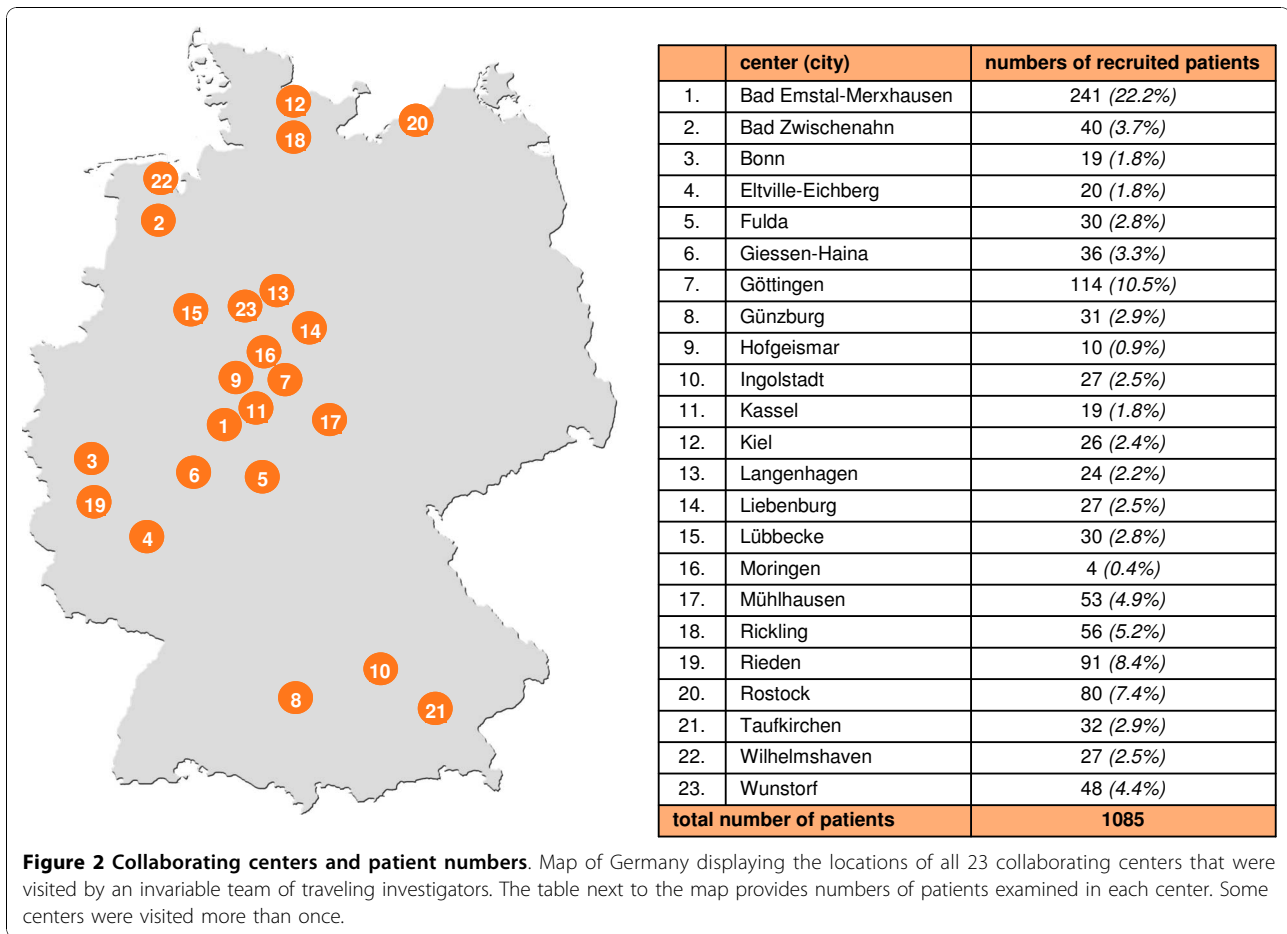 12
20
18
22
2
13
23
15
14
16
9
7
11
1
17
3
6
5
19
4
10
8
21
center (city) numbers of recruited patients
1. Bad Emstal-Merxhausen 241 (22.2%)
2. Bad Zwischenahn 40 (3.7%)
3. Bonn 19 (1.8%)
4. Eltville-Eichberg 20 (1.8%)
5. Fulda 30 (2.8%)
6. Giessen-Haina 36 (3.3%)
7. Göttingen 114 (10.5%)
8. Günzburg 31 (2.9%)
9. Hofgeismar 10 (0.9%)
10. Ingolstadt 27 (2.5%)
11. Kassel 19 (1.8%)
12. Kiel 26 (2.4%)
13. Langenhagen 24 (2.2%)
14. Liebenburg 27 (2.5%)
15. Lübbecke 30 (2.8%)
16. Moringen 4 (0.4%)
17. Mühlhausen 53 (4.9%)
18. Rickling 56 (5.2%)
19. Rieden 91 (8.4%)
20. Rostock 80 (7.4%)
21. Taufkirchen 32 (2.9%)
22. Wilhelmshaven 27 (2.5%)
23. Wunstorf 48 (4.4%)
total number of patients 1085
Figure 2 Collaborating centers and patient numbers. Map of Germany displaying the locations of all 23 collaborating centers that were
visited by an invariable team of traveling investigators. The table next to the map provides numbers of patients examined in each center. Some
centers were visited more than once.